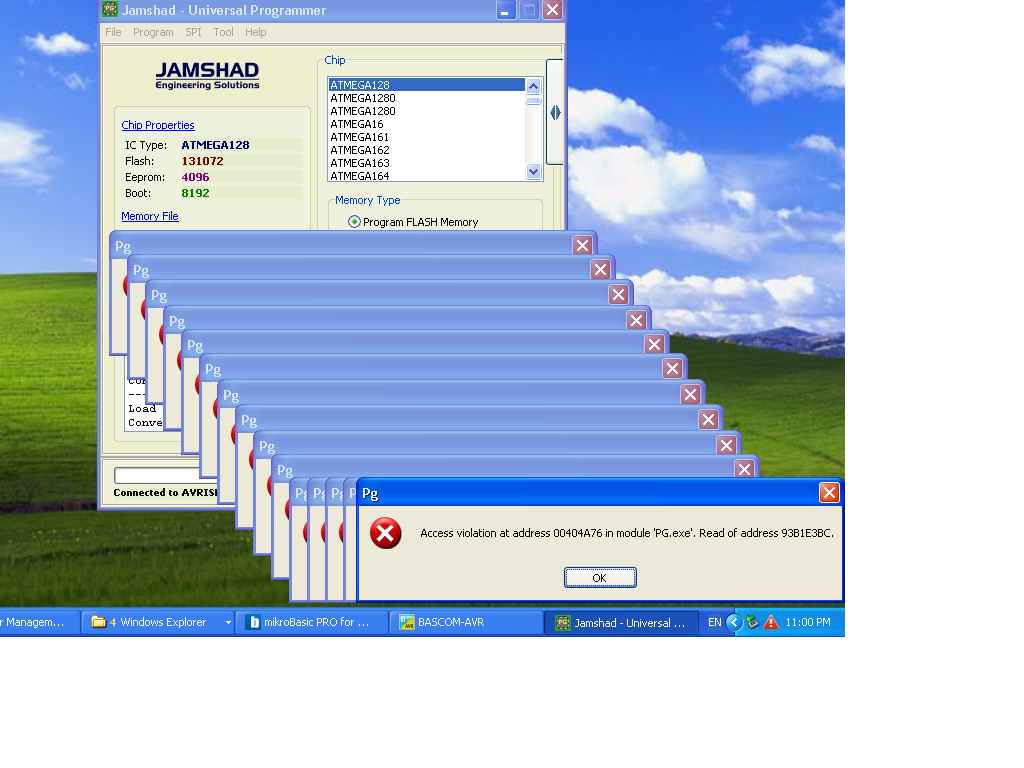 Jamshad - Universal Programmer
File Program SPI Tool Help
JAMSHAD
Engineering Solutions
Chip Properties
IC Type: ATMEGA128
Flash: 131072
Eeprom: 4096
Boot: 8192
Memory File
Chip
ATMEGA128
ATMEGA1280
ATMEGA1280
ATMEGA16
ATMEGA161
ATMEGA162
ATMEGA163
ATMEGA164
Memory Type
Program FLASH Memory
Pg
Pg
Pg
Pg
Pg
Pg
Pg
Pg
Pg
Pg
Pg
Pg
Pg
Pg
Access violation at address 00404A76 in module 'PG.exe'. Read of address 93B1E3BC.
OK
---
Load
Conve
Connected to AVRIS
r Managem...
4 Windows Explorer
mikroBasic PRO for ...
BASCOM-AVR
Jamshad - Universal ...
EN
11:00 PM